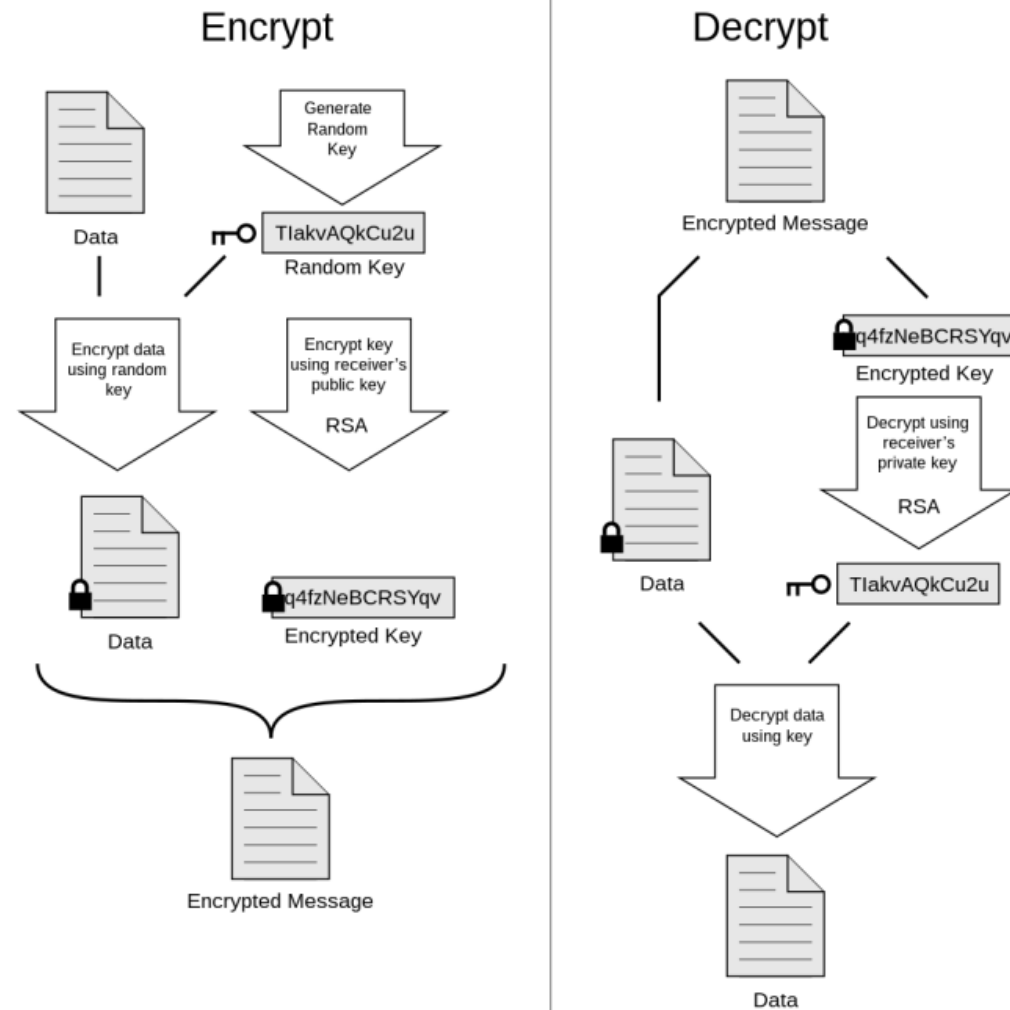 Encrypt
Generate
Random
Key
Data
TIakvAQkCu2u
Random Key
Encrypt data
using random
key
Encrypt key
using receiver's
public key
RSA
Data
q4fzNeBCRSYqv
Encrypted Key
Encrypted Message
Decrypt
Encrypted Message
q4fzNeBCRSYqv
Encrypted Key
Decrypt using
receiver's
private key
RSA
Data
TIakvAQkCu2u
Decrypt data
using key
Data